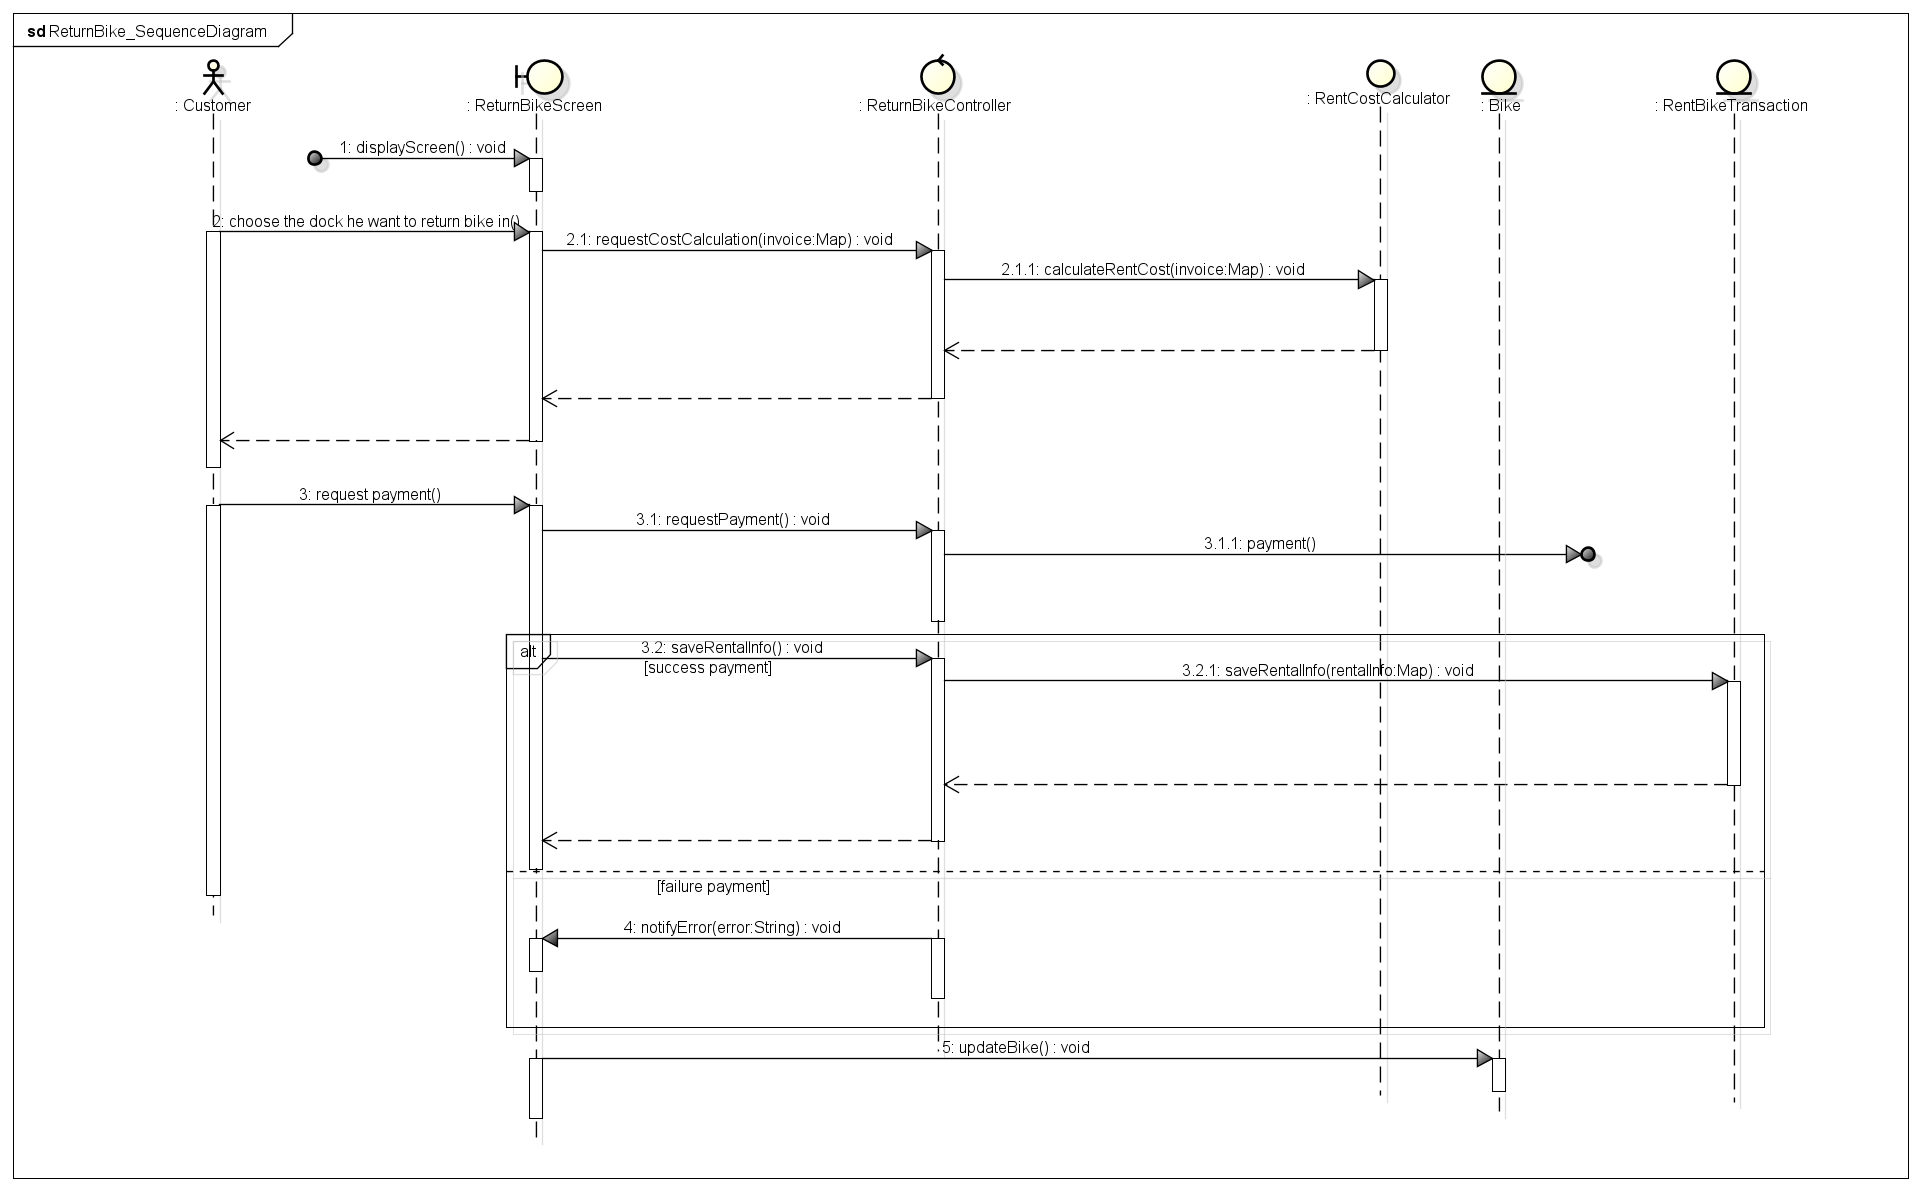 sd ReturnBike_SequenceDiagram
: Customer
: ReturnBikeScreen
: ReturnBikeController
: RentCostCalculator
: Bike
: RentBikeTransaction
1: displayScreen() : void
2: choose the dock he want to return bike in()
2.1: requestCostCalculation(invoice:Map) : void
2.1.1: calculateRentCost(invoice:Map) : void
3: request payment()
3.1: requestPayment() : void
3.1.1: payment()
alt
3.2: saveRentalInfo() : void
[success payment]
3.2.1: saveRentalInfo(rentalInfo:Map) : void
[failure payment]
4: notifyError(error:String) : void
5: updateBike() : void